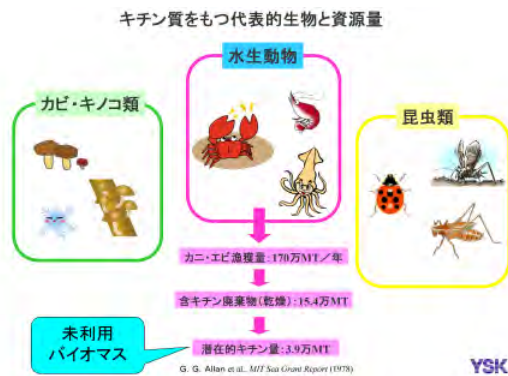 キチン質をもつ代表的生物と資源量
水生動物
カビ・キノコ類
昆虫類
カニ・エビ漁獲量：170万MT／年
含キチン廃棄物（乾燥）：15.4万MT
未利用
バイオマス
潜在的キチン量：3.9万MT
G. G. Allan et al., MIT Sea Grant Report (1978)
YSK